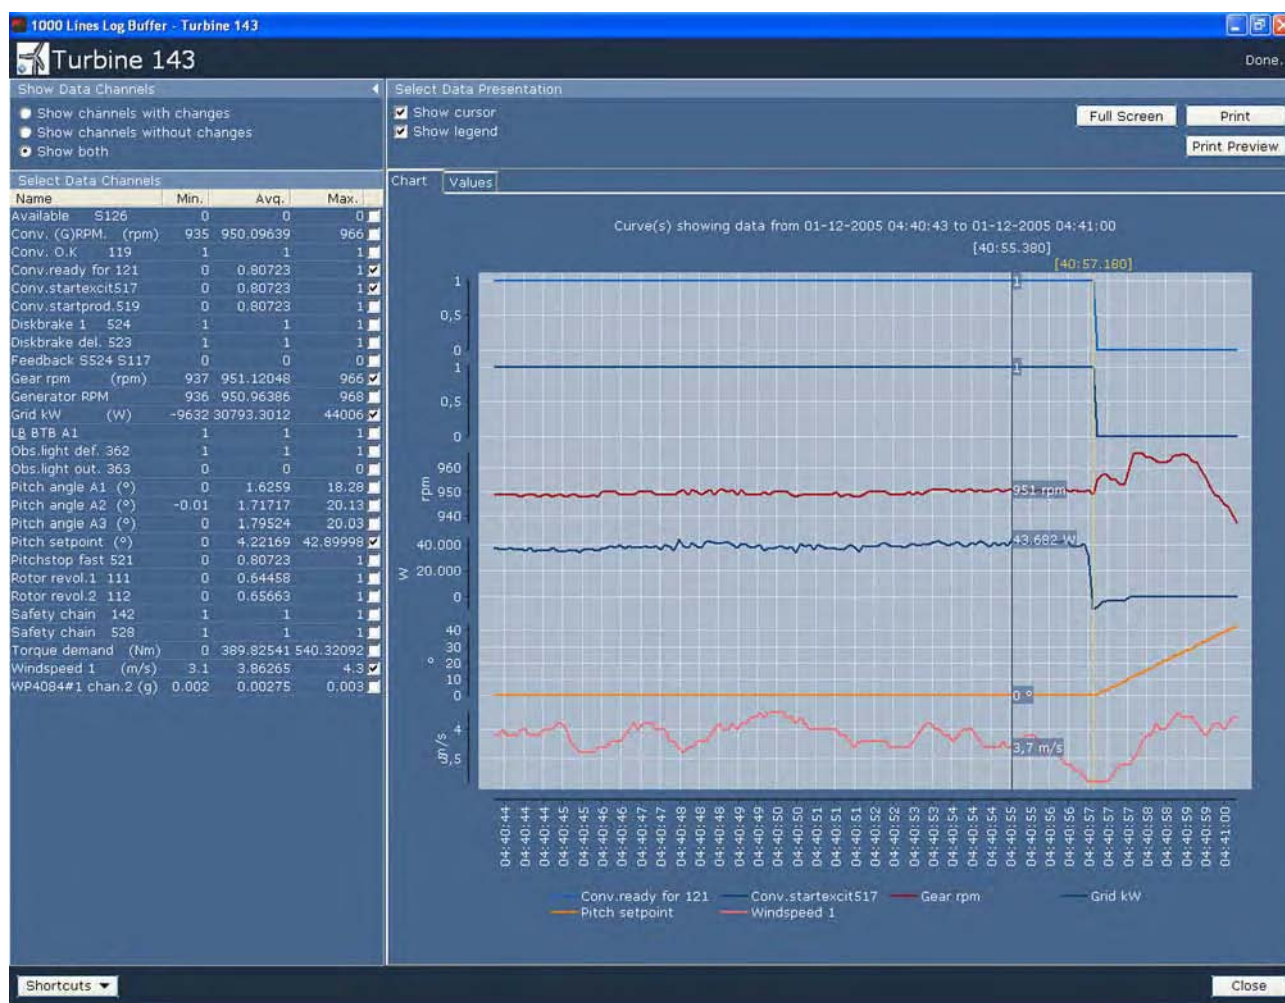 1000 Lines Log Buffer - Turbine 143
Turbine 143
Done.
Show Data Channels
Show channels with changes
Show channels without changes
Show both
Select Data Presentation
Show cursor
Show legend
Full Screen
Print
Print Preview
Select Data Channels
Name Min. Avg. Max.
Available S126 0 0 0
Conv. (G)RPM. (rpm) 935 950.09639 966
Conv. O.K 119 1 1 1
Conv.ready for 121 0 0.80723 1
Conv.startexcit517 0 0.80723 1
Conv.startprod.519 0 0.80723 1
Diskbrake 1 524 1 1 1
Diskbrake del. 523 1 1 1
Feedback S524 S117 0 0 0
Gear rpm (rpm) 937 951.12048 966
Generator RPM 936 950.96386 968
Grid kW (W) -9632 30793.3012 44006
LB BTB A1 1 1 1
Obs.light def. 362 1 1 1
Obs.light out. 363 0 0 0
Pitch angle A1 (°) 0 1.6259 18.28
Pitch angle A2 (°) -0.01 1.71717 20.13
Pitch angle A3 (°) 0 1.79524 20.03
Pitch setpoint (°) 0 4.22169 42.89998
Pitchstop fast 521 0 0.80723 1
Rotor revol.1 111 0 0.64458 1
Rotor revol.2 112 0 0.65663 1
Safety chain 142 1 1 1
Safety chain 528 1 1 1
Torque demand (Nm) 0 389.82541 540.32092
Windspeed 1 (m/s) 3.1 3.86265 4.3
WP4084#1 chan.2 (g) 0.002 0.00275 0.003
Chart Values
Curve(s) showing data from 01-12-2005 04:40:43 to 01-12-2005 04:41:00
[40:55.380]
[40:57.180]
1
1
0,5
0
1
1
0,5
0
960
950
940
rpm
951 rpm
40.000
20.000
0
W
43.682 W
40
30
20
10
0
°
0 °
4
3,5
m/s
3,7 m/s
04:40:44
04:40:44
04:40:44
04:40:45
04:40:45
04:40:46
04:40:46
04:40:47
04:40:47
04:40:48
04:40:48
04:40:48
04:40:49
04:40:49
04:40:50
04:40:50
04:40:51
04:40:51
04:40:51
04:40:52
04:40:52
04:40:53
04:40:53
04:40:54
04:40:54
04:40:54
04:40:55
04:40:55
04:40:56
04:40:56
04:40:57
04:40:57
04:40:57
04:40:58
04:40:58
04:40:59
04:40:59
04:41:00
Conv.ready for 121 Conv.startexcit517 Gear rpm Grid kW
Pitch setpoint Windspeed 1
Shortcuts
Close